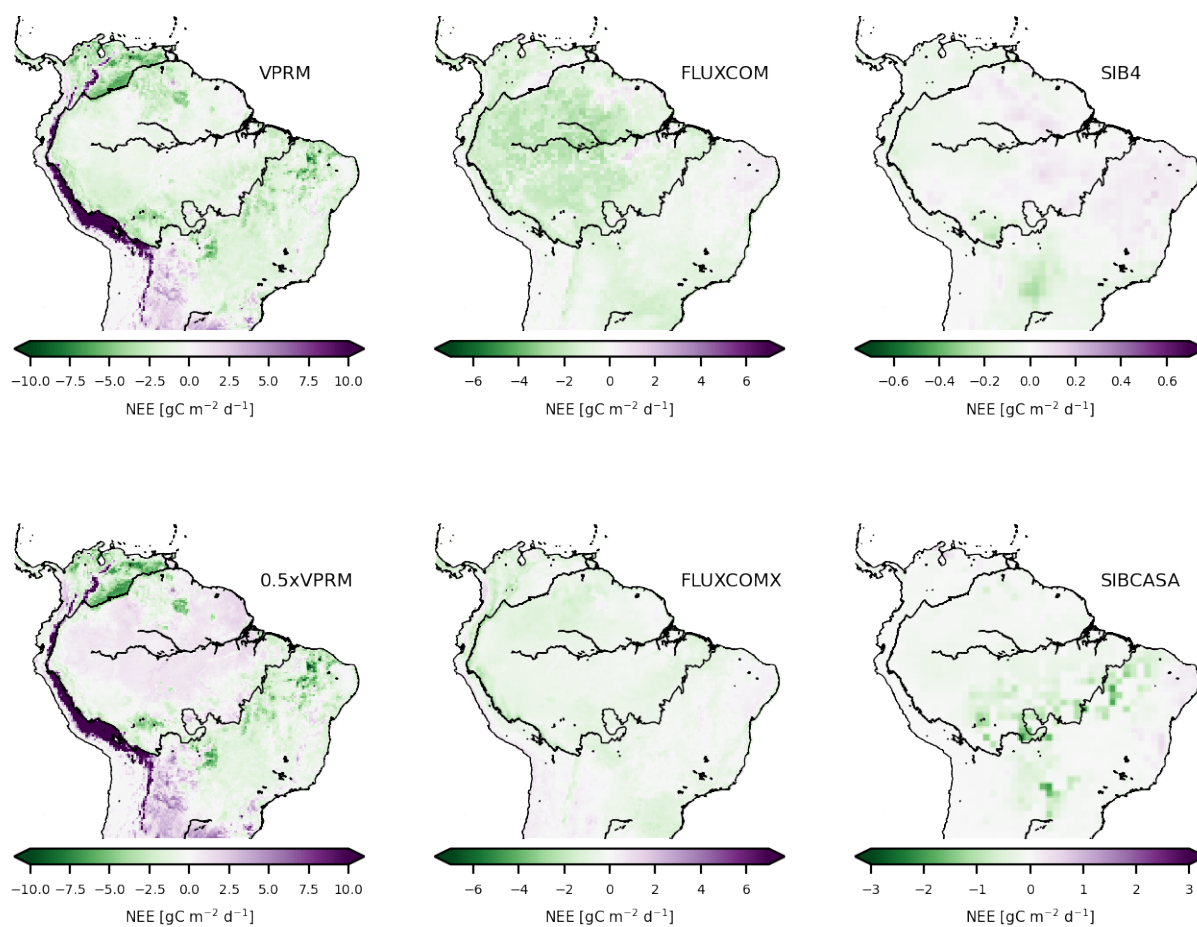 VPRM
FLUXCOM
SIB4
−10.0 −7.5 −5.0 −2.5 0.0 2.5 5.0 7.5 10.0
−6 −4 −2 0 2 4 6
−0.6 −0.4 −0.2 0.0 0.2 0.4 0.6
NEE [gC m⁻² d⁻¹]
NEE [gC m⁻² d⁻¹]
NEE [gC m⁻² d⁻¹]
0.5xVPRM
FLUXCOMX
SIBCASA
−10.0 −7.5 −5.0 −2.5 0.0 2.5 5.0 7.5 10.0
−6 −4 −2 0 2 4 6
−3 −2 −1 0 1 2 3
NEE [gC m⁻² d⁻¹]
NEE [gC m⁻² d⁻¹]
NEE [gC m⁻² d⁻¹]